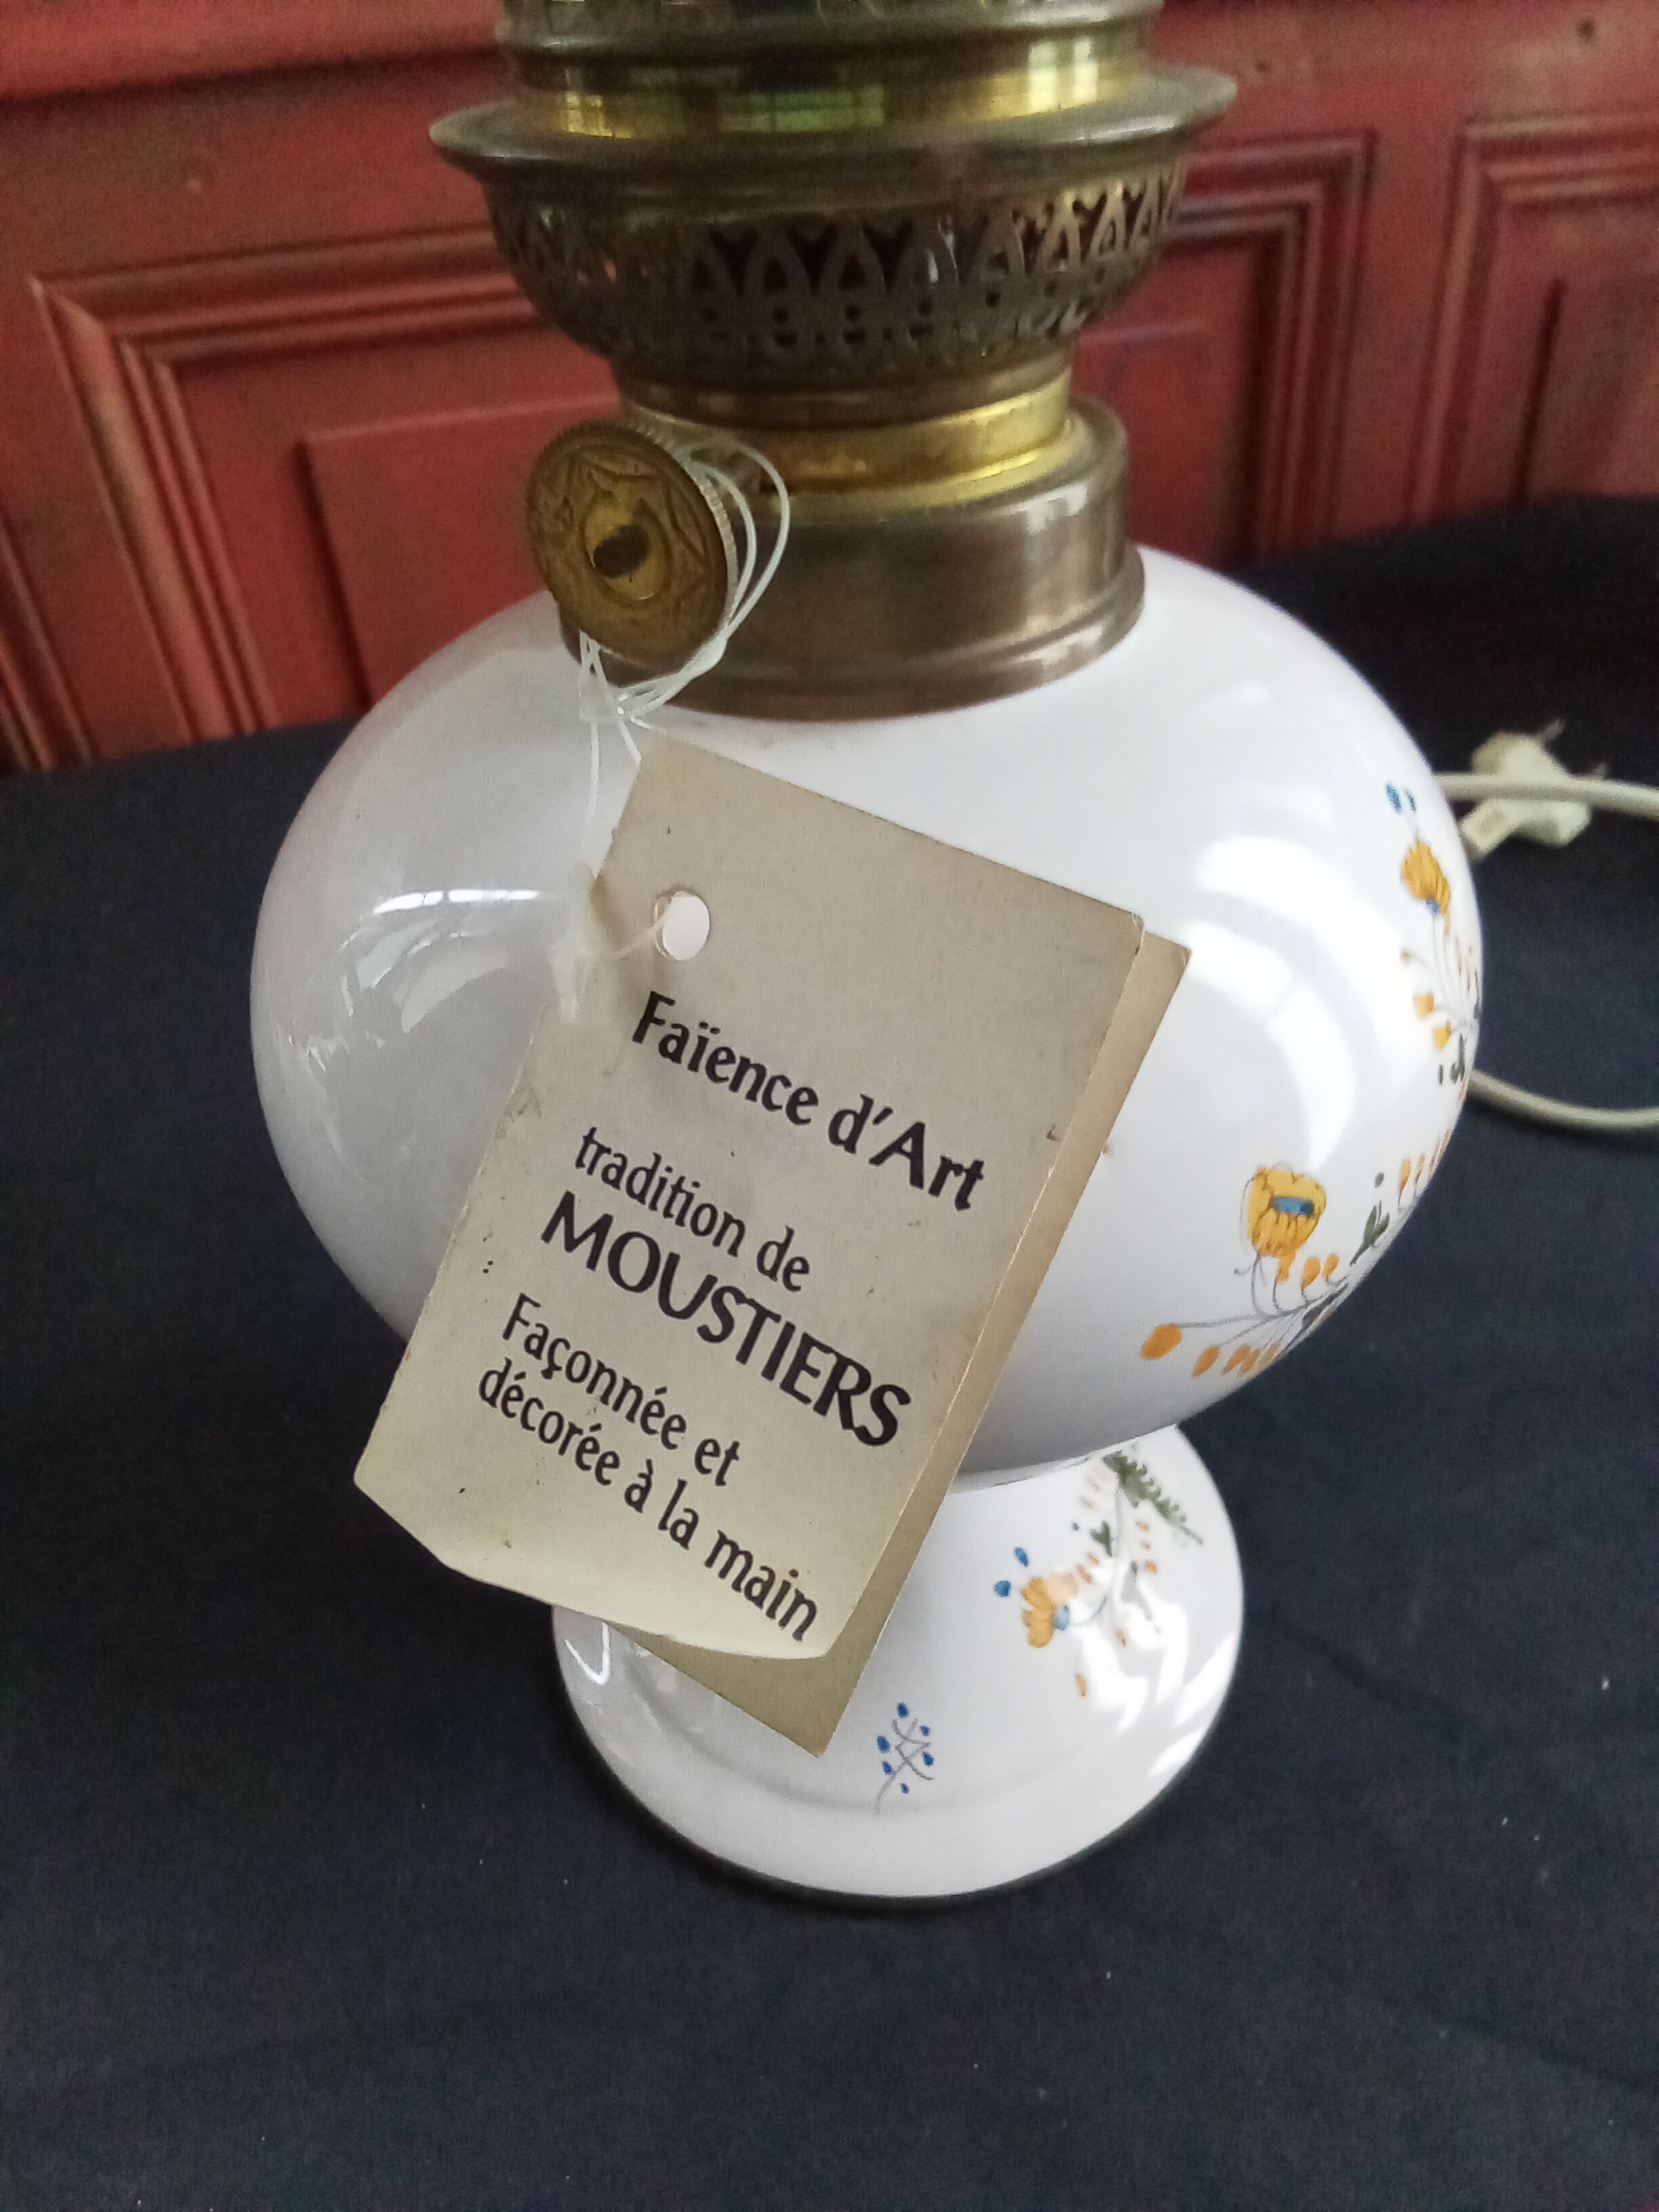 Faïence d'Art
tradition de
MOUSTIERS
Façonnée et
décorée à la main